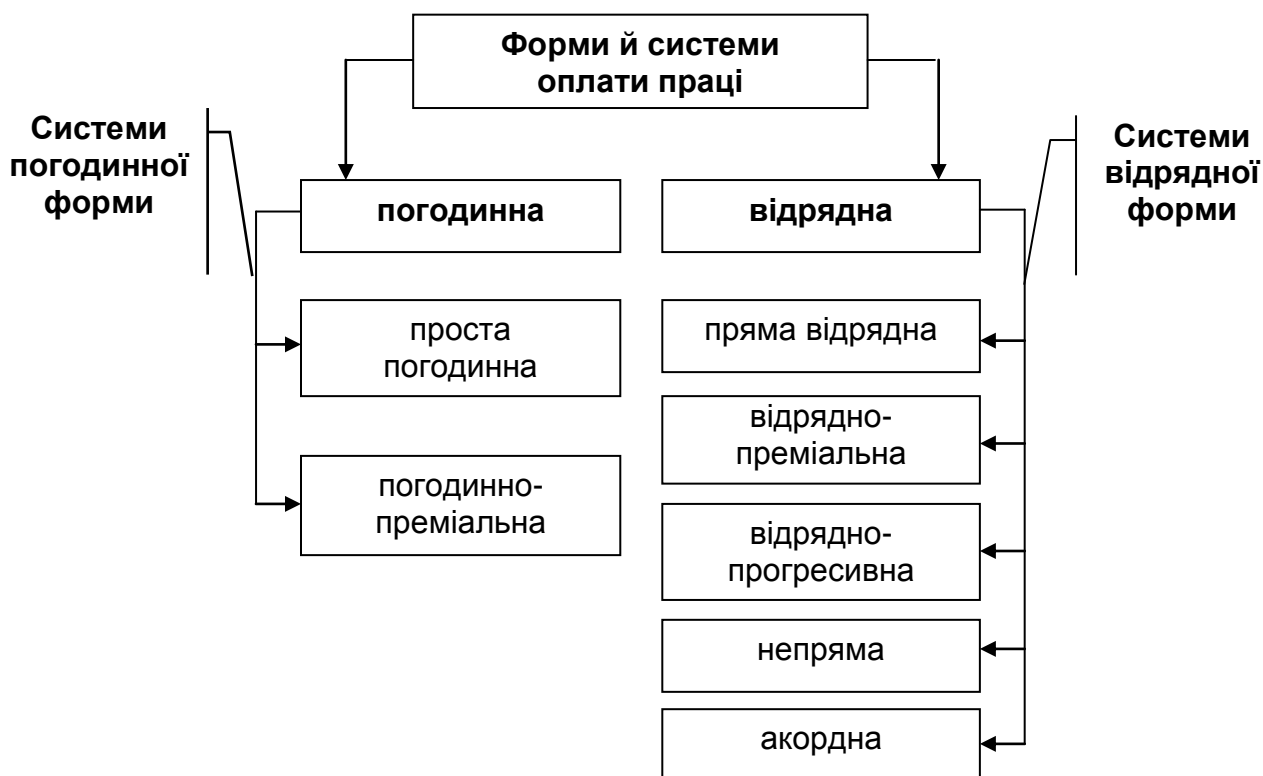 Форми й системи
оплати праці
Системи
погодинної
форми
Системи
відрядної
форми
погодинна
відрядна
проста
погодинна
пряма відрядна
відрядно-
преміальна
погодинно-
преміальна
відрядно-
прогресивна
непряма
акордна